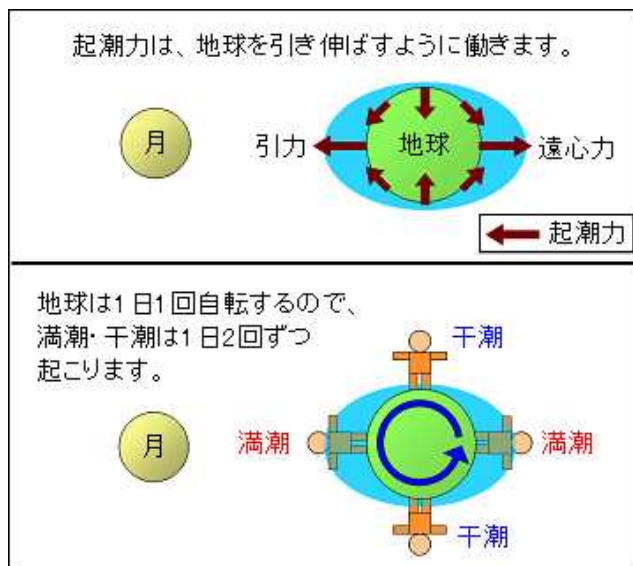 起潮力は、地球を引き伸ばすように働きます。
月
引力
地球
遠心力
起潮力
地球は1日1回自転するので、
満潮・干潮は1日2回ずつ
起こります。
干潮
月
満潮
満潮
干潮